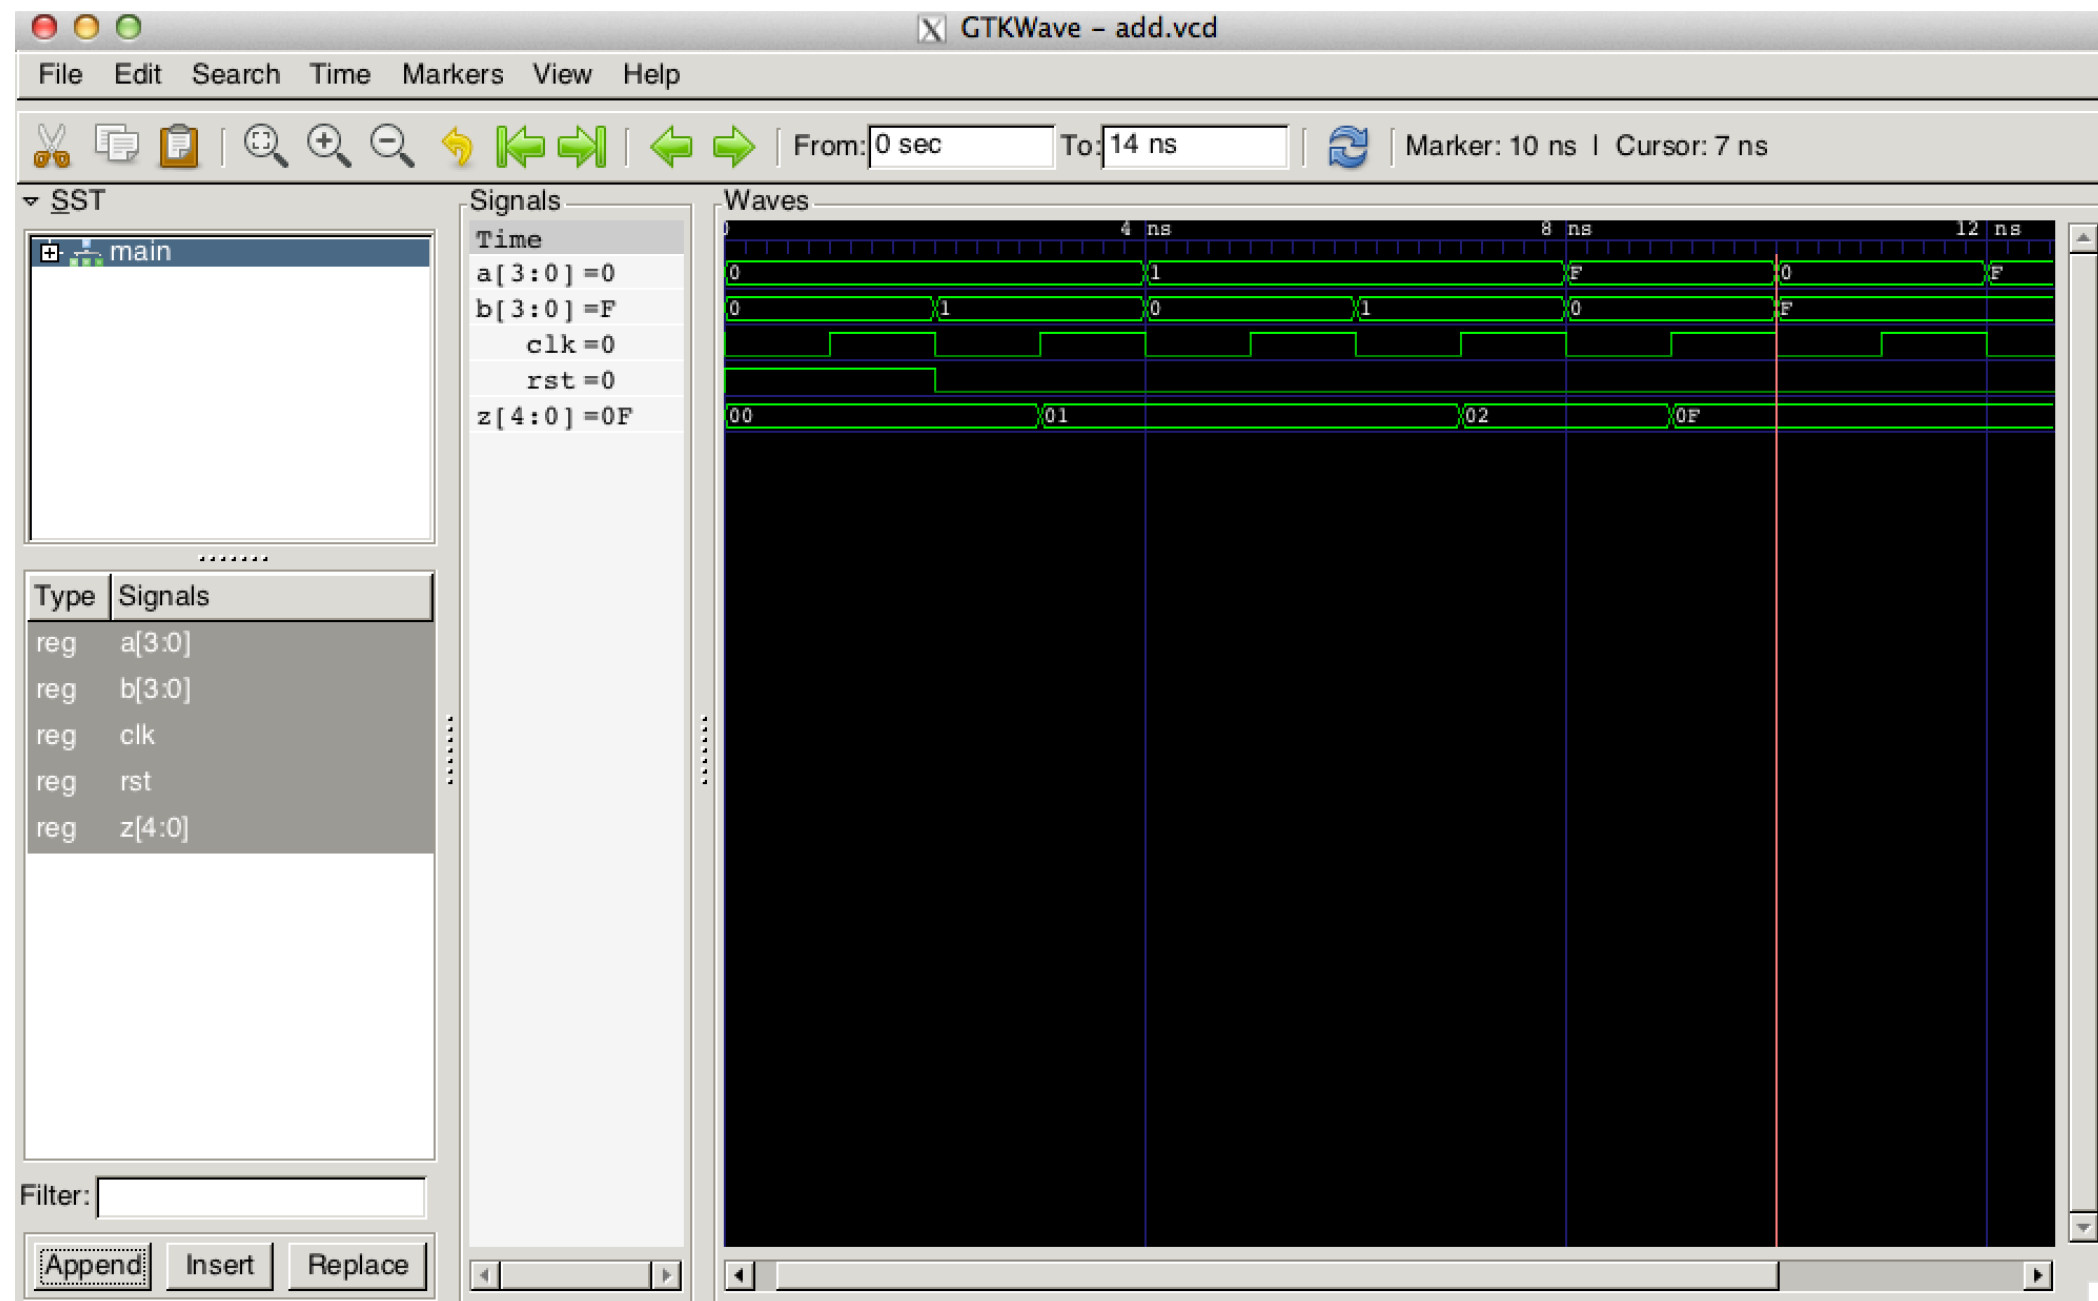 GTKWave – add.vcd
File Edit Search Time Markers View Help
From: 0 sec To: 14 ns Marker: 10 ns | Cursor: 7 ns
SST
main
Type Signals
reg a[3:0]
reg b[3:0]
reg clk
reg rst
reg z[4:0]
Filter:
Append Insert Replace
Signals
Time
a[3:0]=0
b[3:0]=F
clk=0
rst=0
z[4:0]=0F
Waves
0 4 ns 8 ns 12 ns
0 1 F 0 F
0 1 0 1 0 F
00 01 02 0F